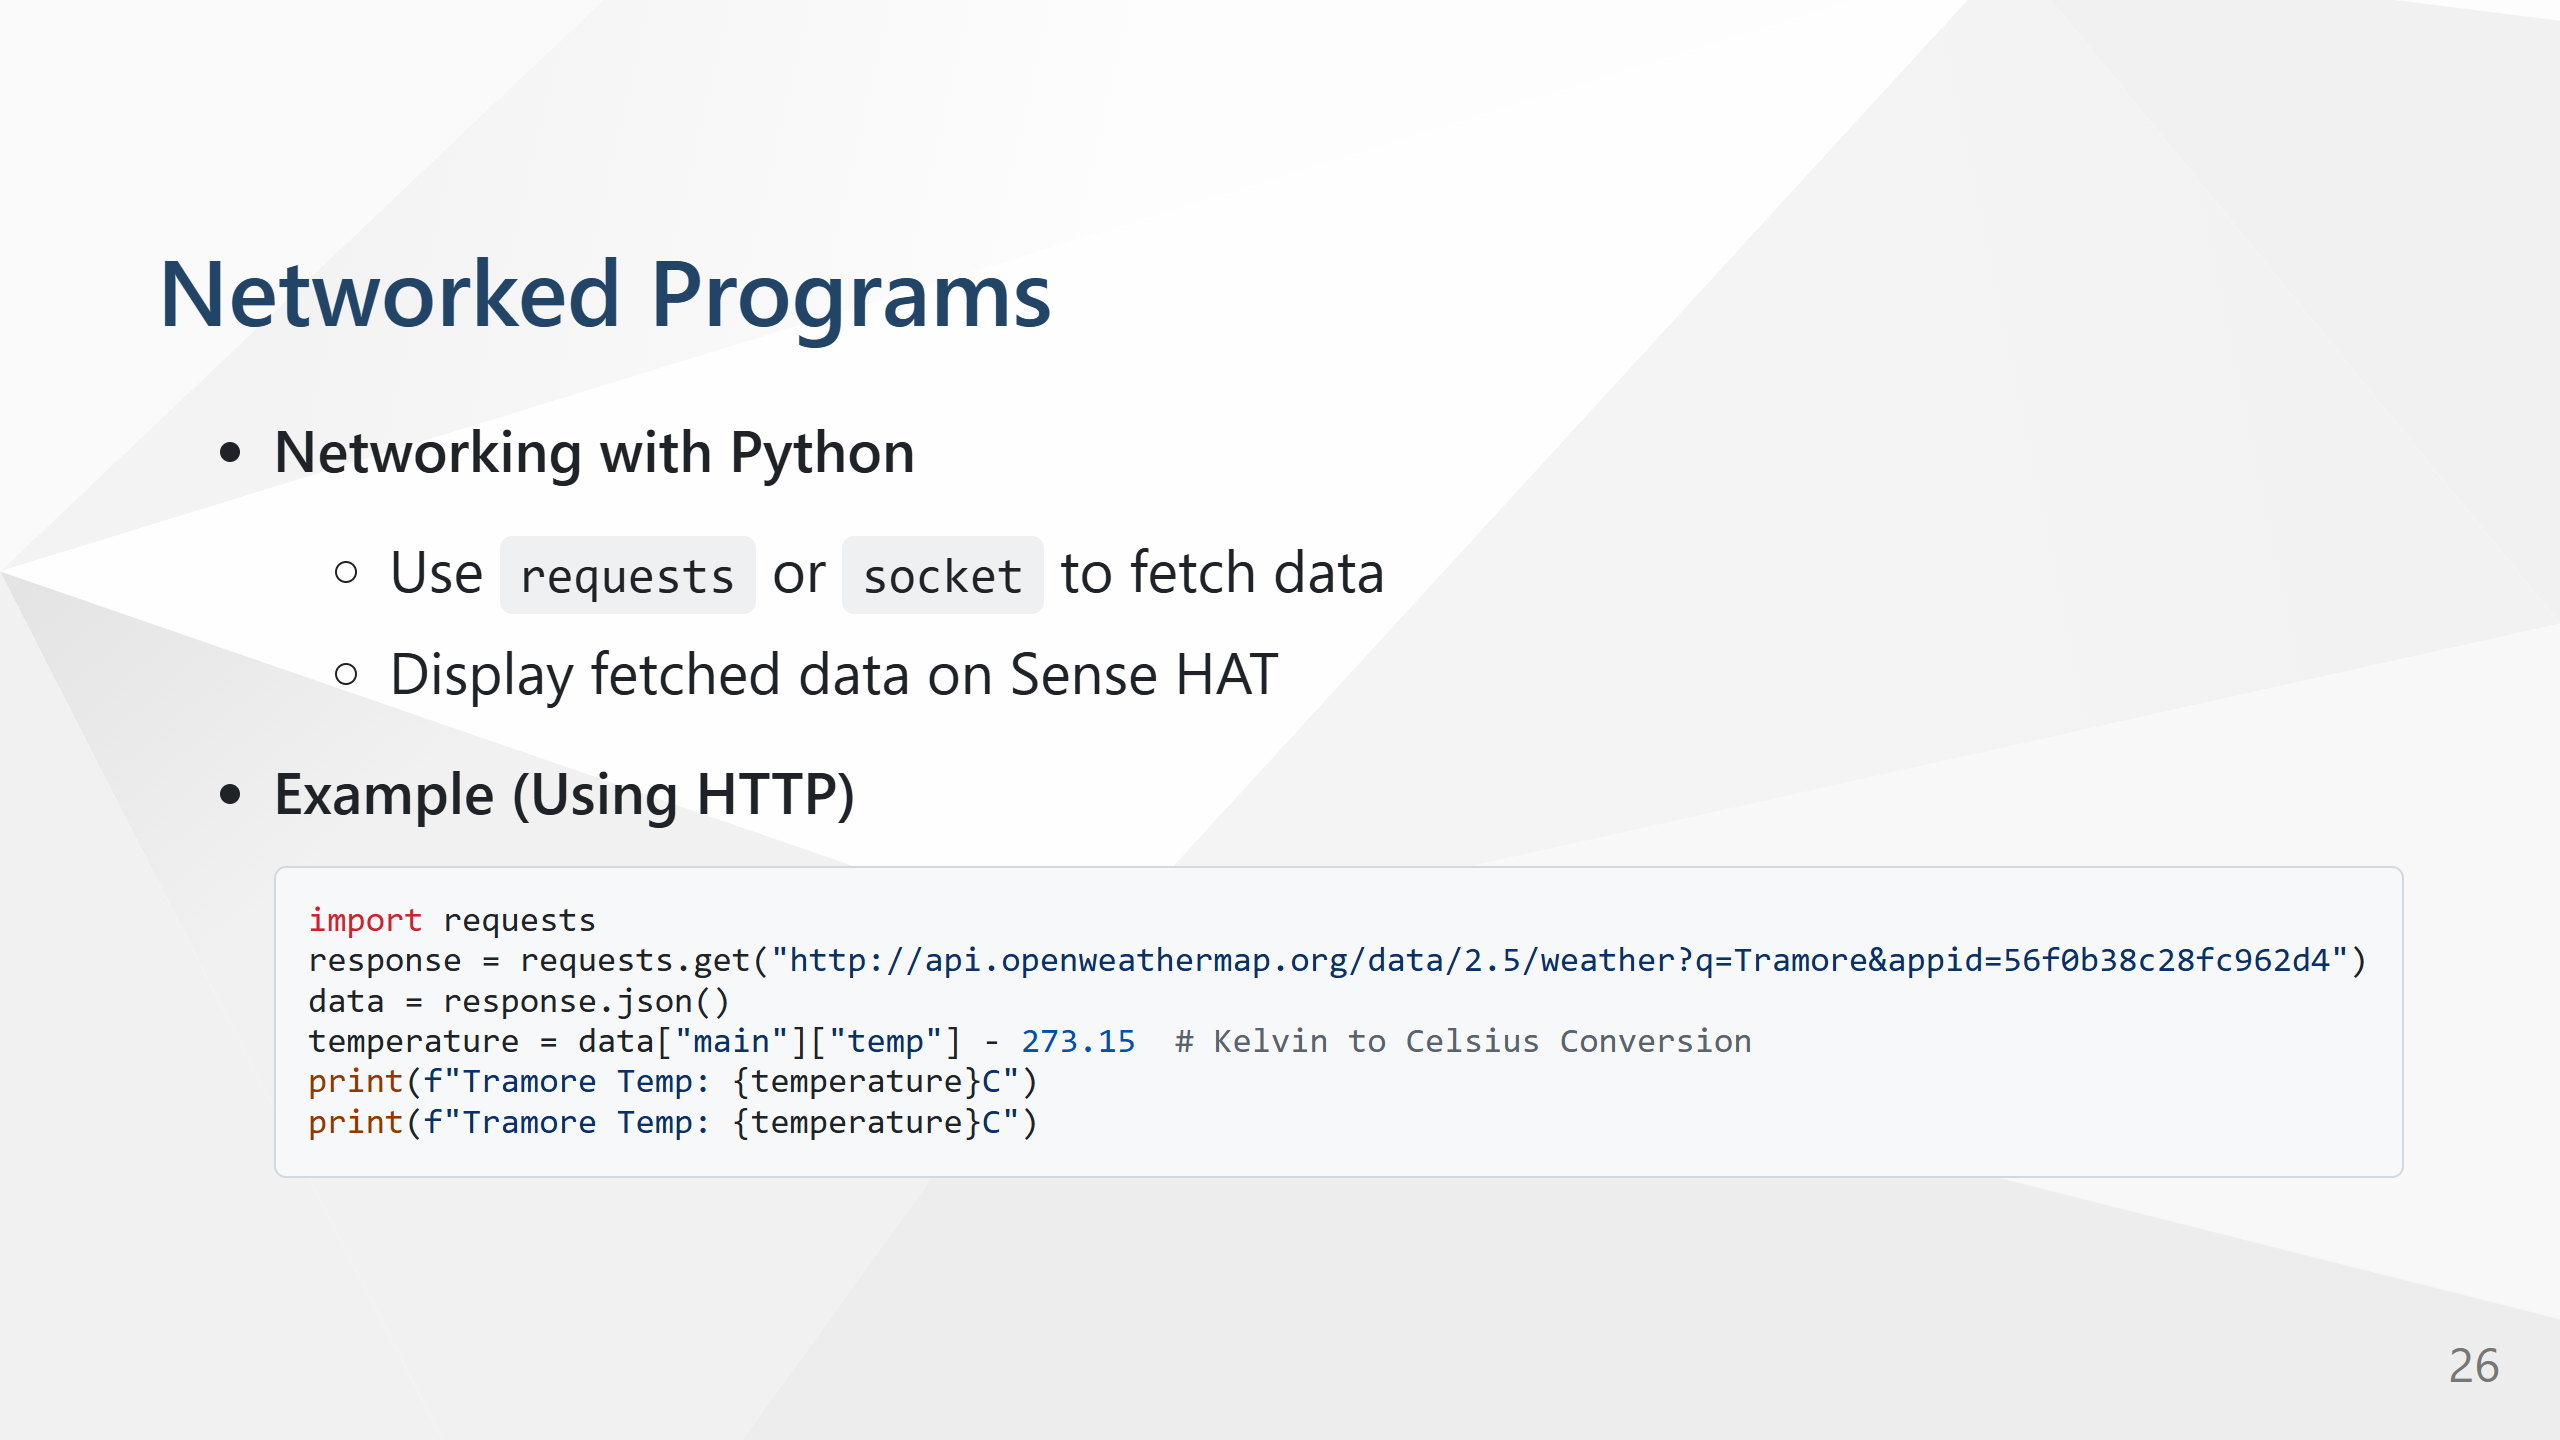 Networked Programs
• Networking with Python
○ Use requests or socket to fetch data
○ Display fetched data on Sense HAT
• Example (Using HTTP)
import requests
response = requests.get("http://api.openweathermap.org/data/2.5/weather?q=Tramore&appid=56f0b38c28fc962d4")
data = response.json()
temperature = data["main"]["temp"] - 273.15  # Kelvin to Celsius Conversion
print(f"Tramore Temp: {temperature}C")
print(f"Tramore Temp: {temperature}C")
26